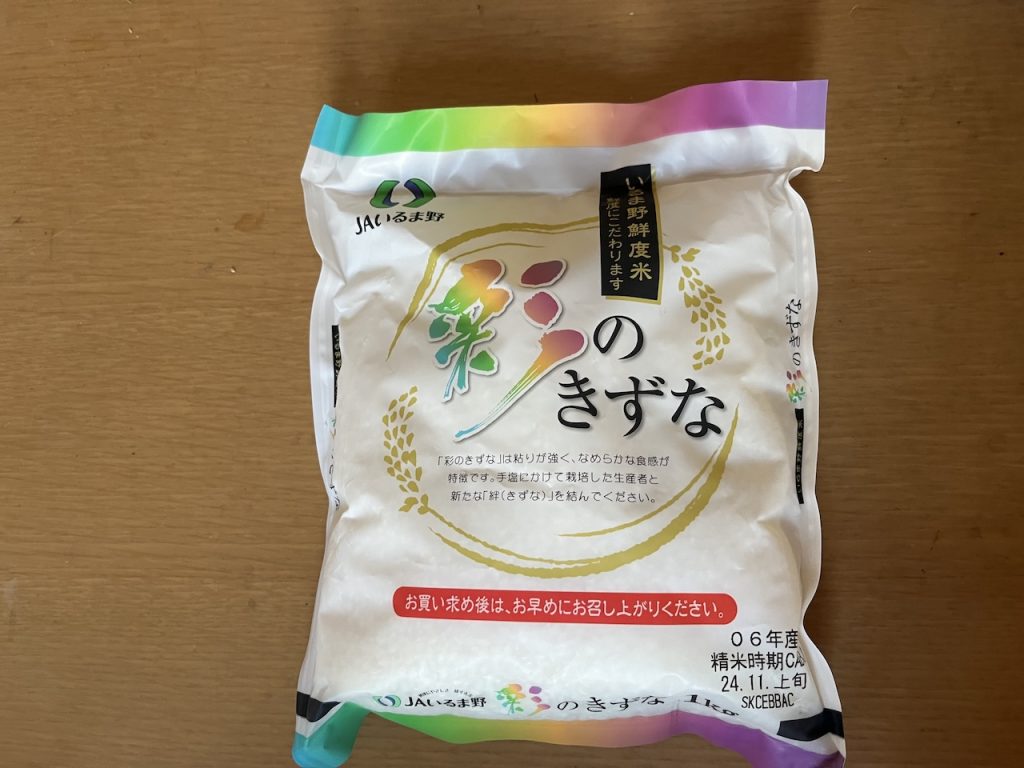 JAいるま野
いるま野鮮度米
度にこだわります
彩の
きずな
「彩のきずな」は粘りが強く、なめらかな食感が
特徴です。手塩にかけて栽培した生産者と
新たな「絆(きずな)」を結んでください。
お買い求め後は、お早めにお召し上がりください。
06年産
精米時期CA
24.11.上旬
SKCEBBAC
JAいるま野 彩のきずな 1kg
彩のきずな